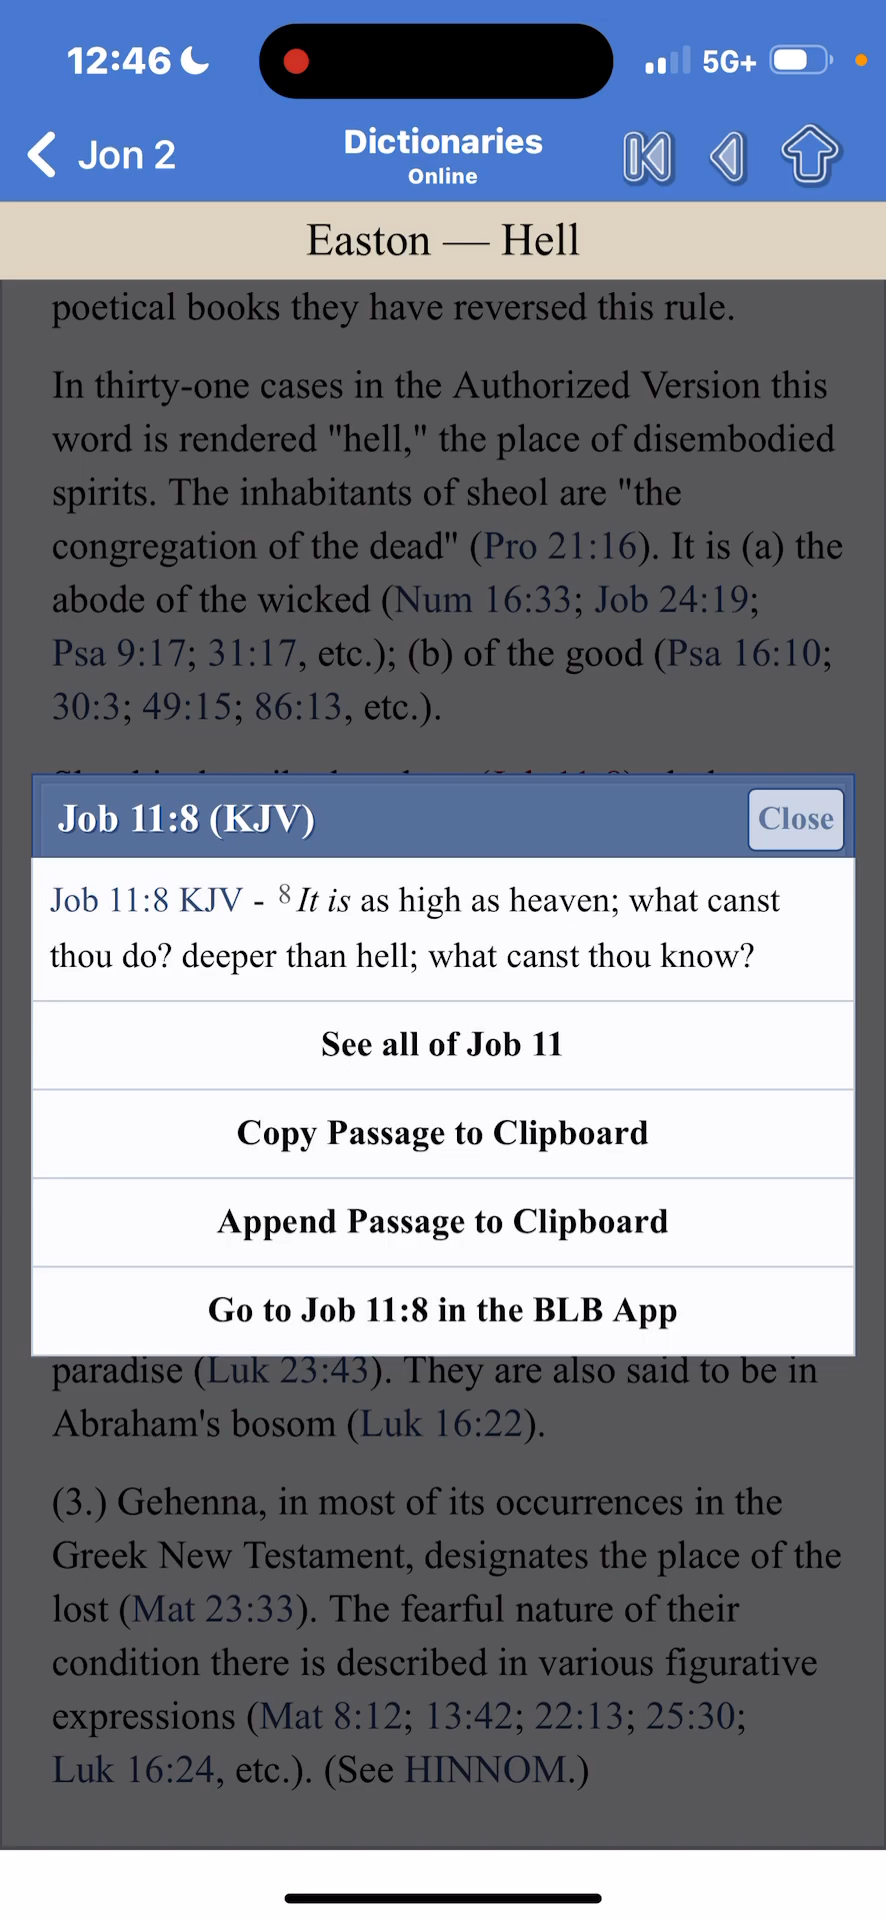 12:46
5G+
Jon 2
Dictionaries
Online
Easton — Hell
poetical books they have reversed this rule.
In thirty-one cases in the Authorized Version this
word is rendered "hell," the place of disembodied
spirits. The inhabitants of sheol are "the
congregation of the dead" (Pro 21:16). It is (a) the
abode of the wicked (Num 16:33; Job 24:19;
Psa 9:17; 31:17, etc.); (b) of the good (Psa 16:10;
30:3; 49:15; 86:13, etc.).
Job 11:8 (KJV)
Close
Job 11:8 KJV - 8 It is as high as heaven; what canst
thou do? deeper than hell; what canst thou know?
See all of Job 11
Copy Passage to Clipboard
Append Passage to Clipboard
Go to Job 11:8 in the BLB App
paradise (Luk 23:43). They are also said to be in
Abraham's bosom (Luk 16:22).
(3.) Gehenna, in most of its occurrences in the
Greek New Testament, designates the place of the
lost (Mat 23:33). The fearful nature of their
condition there is described in various figurative
expressions (Mat 8:12; 13:42; 22:13; 25:30;
Luk 16:24, etc.). (See HINNOM.)